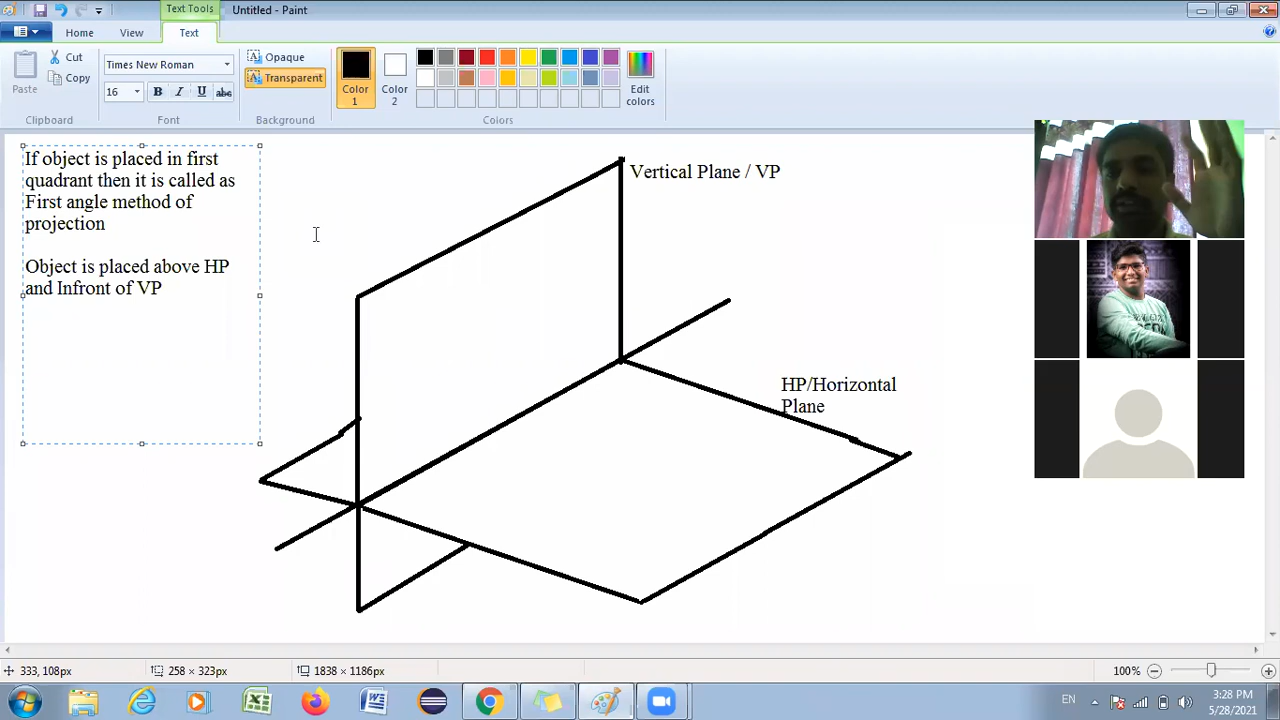 Text Tools
Untitled - Paint
Home
View
Text
Paste
Cut
Copy
Clipboard
Times New Roman
16
B
I
U
abc
Font
Opaque
Transparent
Background
Color
1
Color
2
Edit
colors
Colors
If object is placed in first
quadrant then it is called as
First angle method of
projection
Object is placed above HP
and Infront of VP
Vertical Plane / VP
HP/Horizontal
Plane
333, 108px
258 × 323px
1838 × 1186px
100%
EN
3:28 PM
5/28/2021